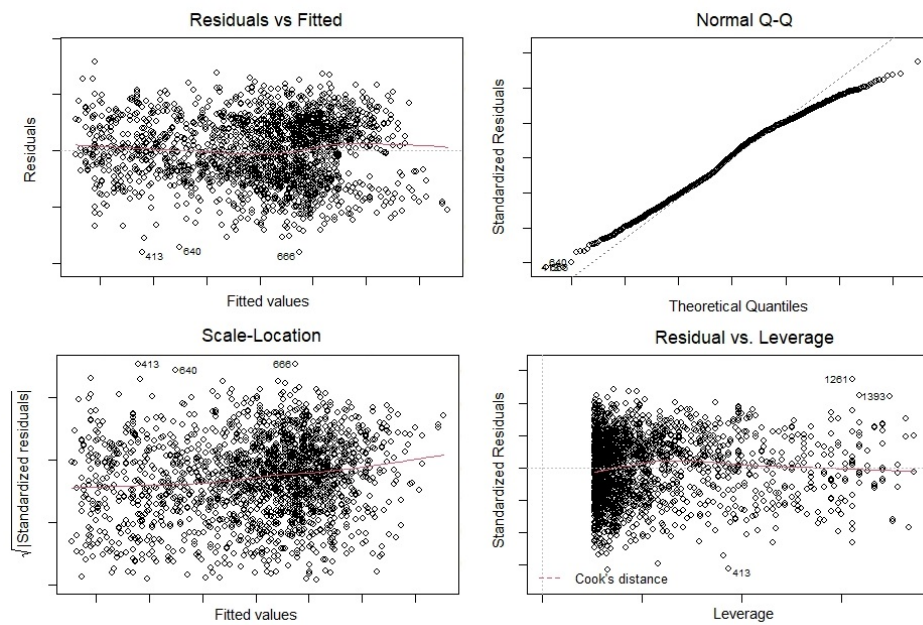 Residuals vs Fitted
Residuals
413
640
666
Fitted values
Normal Q-Q
Standardized Residuals
640
Theoretical Quantiles
Scale-Location
√|Standardized residuals|
413
640
666
Fitted values
Residual vs. Leverage
Standardized Residuals
1261
1393
413
Cook's distance
Leverage